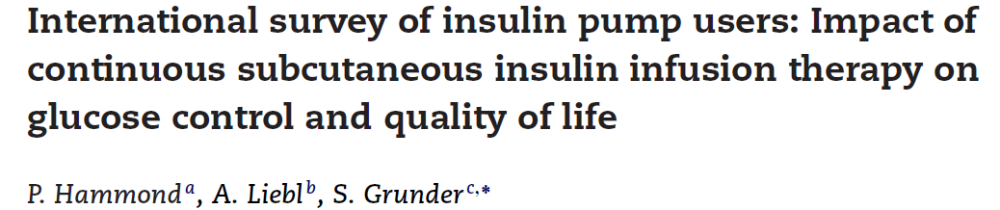 International survey of insulin pump users: Impact of
continuous subcutaneous insulin infusion therapy on
glucose control and quality of life
P. Hammond a, A. Liebl b, S. Grunder c,*